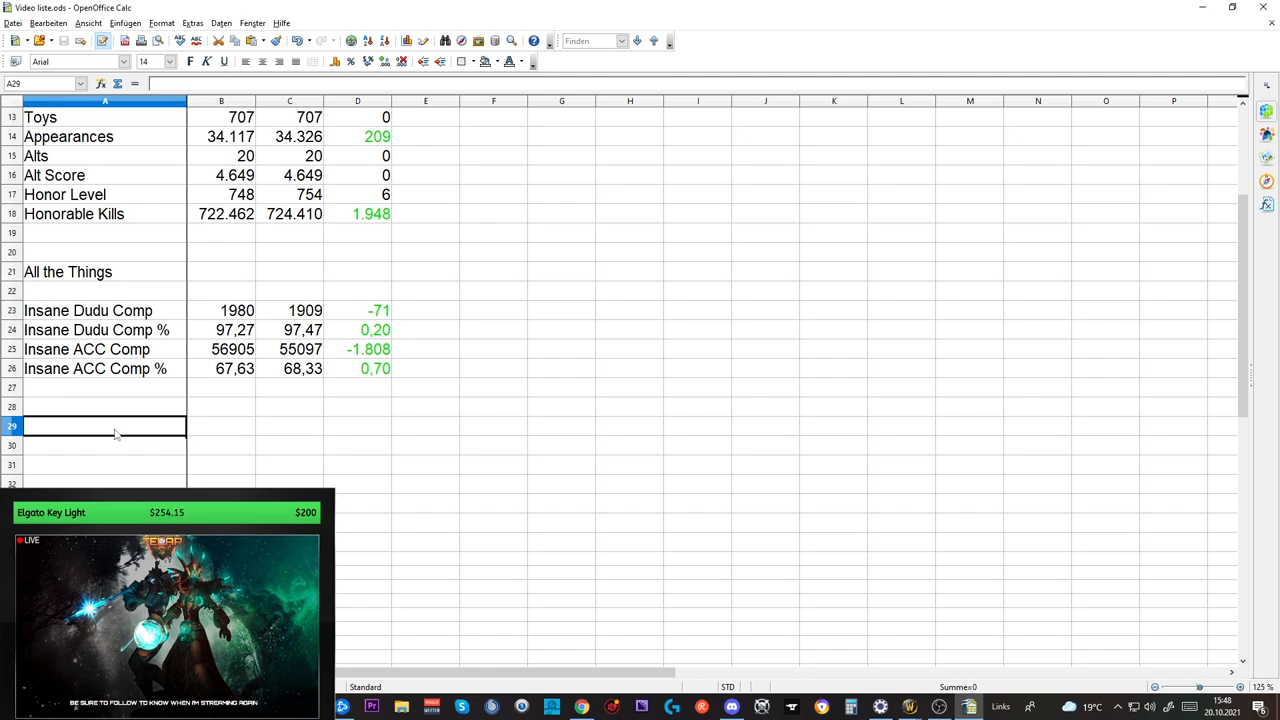 Video liste.ods - OpenOffice Calc
Datei Bearbeiten Ansicht Einfügen Format Extras Daten Fenster Hilfe
Finden
Arial 14
A29
A B C D E F G H I J K L M N O P
13 Toys 707 707 0
14 Appearances 34.117 34.326 209
15 Alts 20 20 0
16 Alt Score 4.649 4.649 0
17 Honor Level 748 754 6
18 Honorable Kills 722.462 724.410 1.948
19
20
21 All the Things
22
23 Insane Dudu Comp 1980 1909 -71
24 Insane Dudu Comp % 97,27 97,47 0,20
25 Insane ACC Comp 56905 55097 -1.808
26 Insane ACC Comp % 67,63 68,33 0,70
27
28
29
30
31
32
Elgato Key Light $254.15 $200
LIVE
BE SURE TO FOLLOW TO KNOW WHEN I'M STREAMING AGAIN
Standard STD Summe=0 125 %
Links 19°C 15:48
20.10.2021